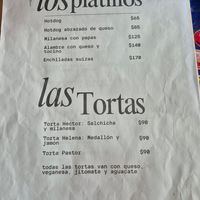 los platillos
Hotdog $65
Hotdog abrazado de queso $85
Milanesa con papas $125
Alambre con queso y $140
tocino
Enchiladas suizas $170
las Tortas
Torta Hector: Salchicha $90
y milanesa
Torta Helena: Medallón y $90
jamon
Torta Pastor $90
todas las tortas van con queso,
veganesa, jitomate y aguacate